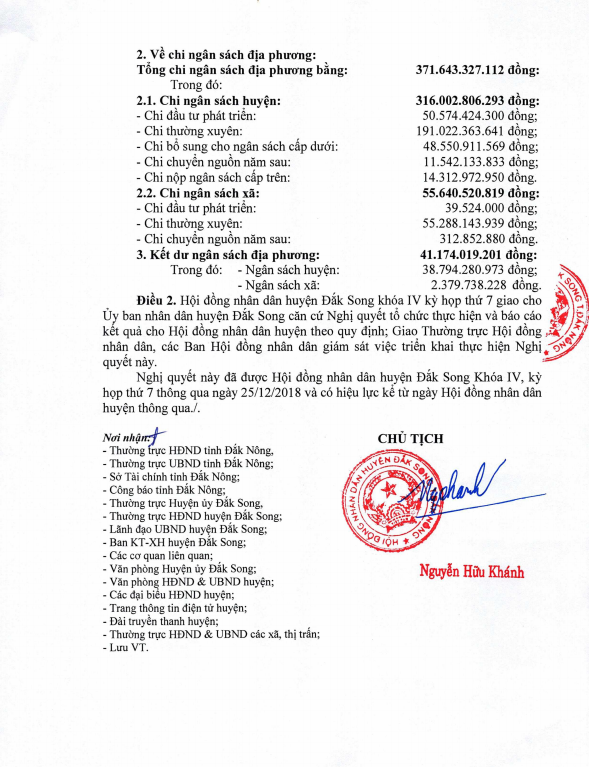 2. Về chi ngân sách địa phương:
Tổng chi ngân sách địa phương bằng: 371.643.327.112 đồng:
Trong đó:
2.1. Chi ngân sách huyện: 316.002.806.293 đồng:
- Chi đầu tư phát triển: 50.574.424.300 đồng;
- Chi thường xuyên: 191.022.363.641 đồng;
- Chi bổ sung cho ngân sách cấp dưới: 48.550.911.569 đồng;
- Chi chuyển nguồn năm sau: 11.542.133.833 đồng;
- Chi nộp ngân sách cấp trên: 14.312.972.950 đồng.
2.2. Chi ngân sách xã: 55.640.520.819 đồng:
- Chi đầu tư phát triển: 39.524.000 đồng;
- Chi thường xuyên: 55.288.143.939 đồng;
- Chi chuyển nguồn năm sau: 312.852.880 đồng.
3. Kết dư ngân sách địa phương: 41.174.019.201 đồng:
Trong đó: - Ngân sách huyện: 38.794.280.973 đồng;
- Ngân sách xã: 2.379.738.228 đồng.
Điều 2. Hội đồng nhân dân huyện Đắk Song khóa IV kỳ họp thứ 7 giao cho
Ủy ban nhân dân huyện Đắk Song căn cứ Nghị quyết tổ chức thực hiện và báo cáo
kết quả cho Hội đồng nhân dân huyện theo quy định; Giao Thường trực Hội đồng
nhân dân, các Ban Hội đồng nhân dân giám sát việc triển khai thực hiện Nghị
quyết này.
Nghị quyết này đã được Hội đồng nhân dân huyện Đắk Song Khóa IV, kỳ
họp thứ 7 thông qua ngày 25/12/2018 và có hiệu lực kể từ ngày Hội đồng nhân dân
huyện thông qua./.
Nơi nhận:
- Thường trực HĐND tỉnh Đắk Nông,
- Thường trực UBND tỉnh Đắk Nông;
- Sở Tài chính tỉnh Đắk Nông;
- Công báo tỉnh Đắk Nông;
- Thường trực Huyện ủy Đắk Song,
- Thường trực HĐND huyện Đắk Song;
- Lãnh đạo UBND huyện Đắk Song;
- Ban KT-XH huyện Đắk Song;
- Các cơ quan liên quan;
- Văn phòng Huyện ủy Đắk Song;
- Văn phòng HĐND & UBND huyện;
- Các đại biểu HĐND huyện;
- Trang thông tin điện tử huyện;
- Đài truyền thanh huyện;
- Thường trực HĐND & UBND các xã, thị trấn;
- Lưu VT.
CHỦ TỊCH
HỘI ĐỒNG NHÂN DÂN HUYỆN ĐẮK SONG
Nguyễn Hữu Khánh
ĐẮK SONG T.ĐẮK NÔNG